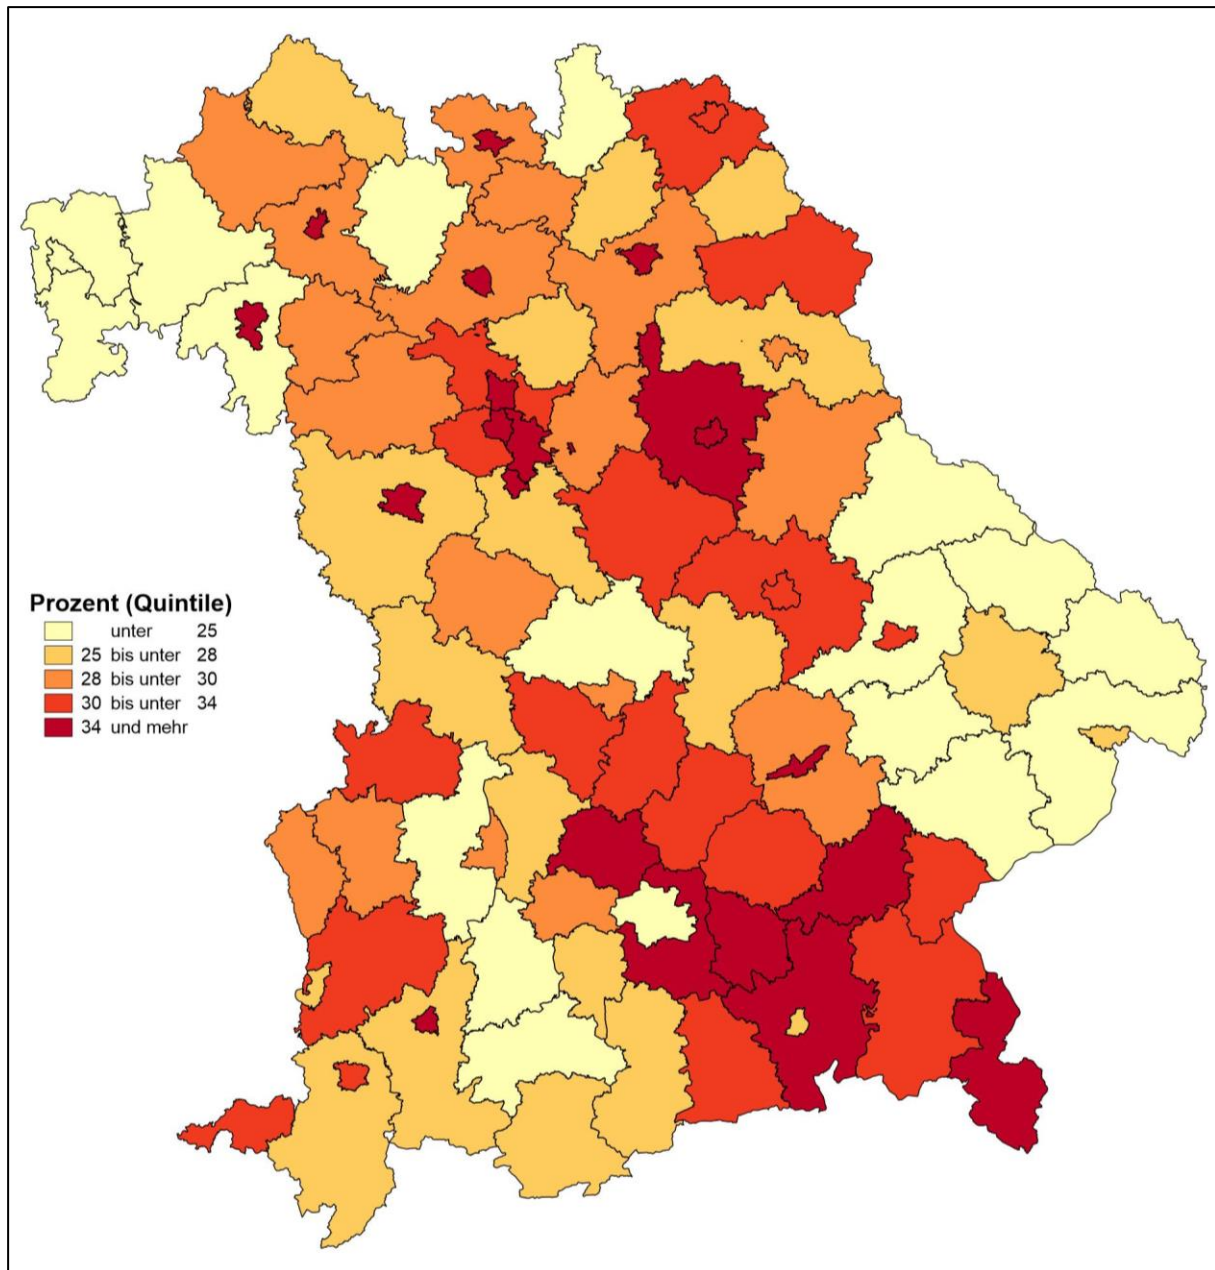 Prozent (Quintile)
unter 25
25 bis unter 28
28 bis unter 30
30 bis unter 34
34 und mehr